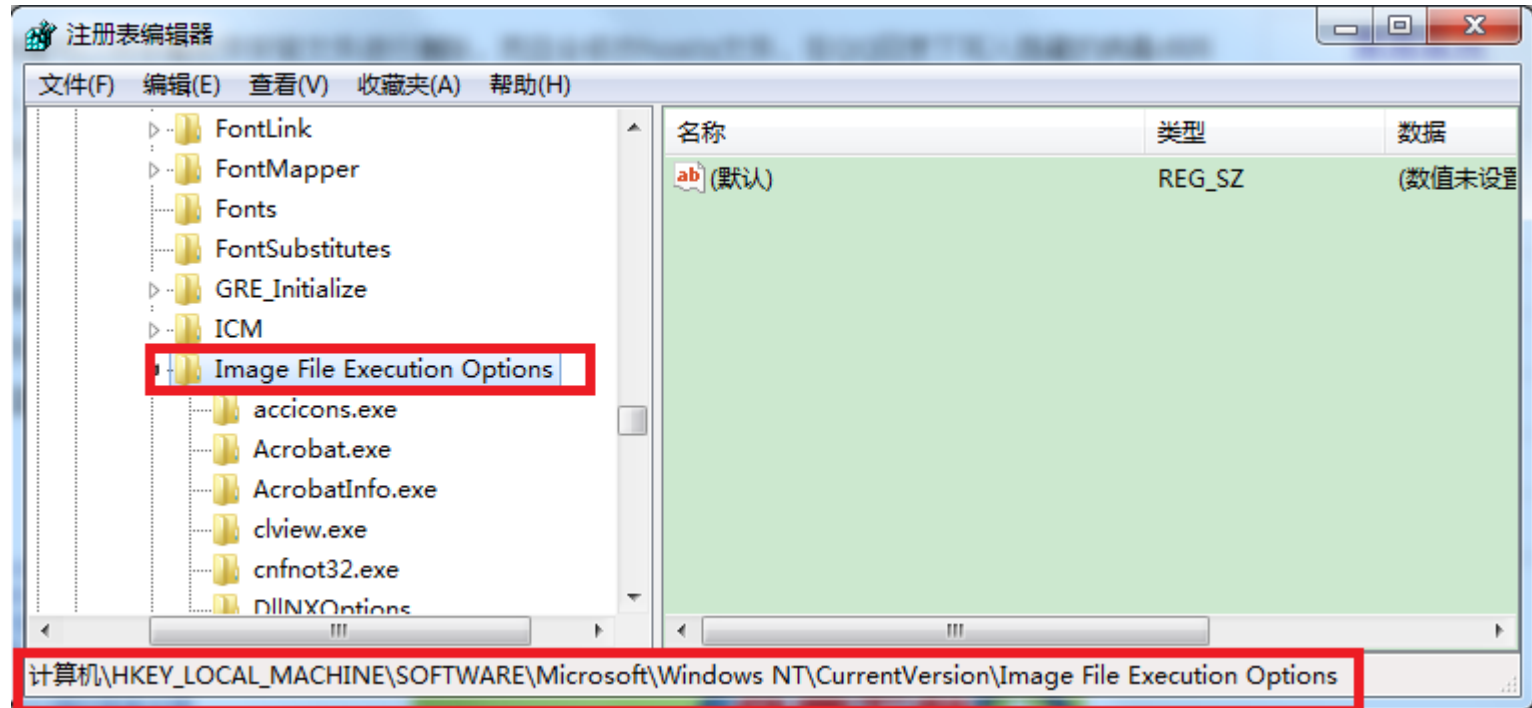 注册表编辑器
文件(F) 编辑(E) 查看(V) 收藏夹(A) 帮助(H)
FontLink
FontMapper
Fonts
FontSubstitutes
GRE_Initialize
ICM
Image File Execution Options
accicons.exe
Acrobat.exe
AcrobatInfo.exe
clview.exe
cnfnot32.exe
DllNXOptions
名称 类型 数据
ab (默认) REG_SZ (数值未设置
计算机\HKEY_LOCAL_MACHINE\SOFTWARE\Microsoft\Windows NT\CurrentVersion\Image File Execution Options